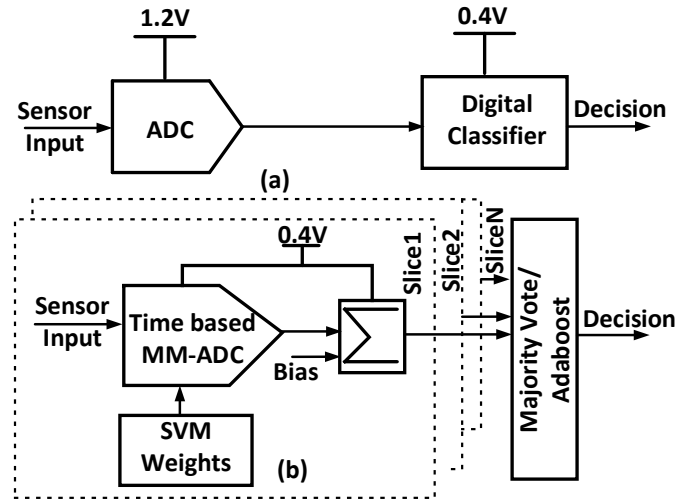 1.2V
0.4V
Sensor
Input
ADC
Digital
Classifier
Decision
(a)
0.4V
Slice1
Slice2
SliceN
Sensor
Input
Time based
MM-ADC
Bias
Σ
Majority Vote/
Adaboost
Decision
SVM
Weights
(b)